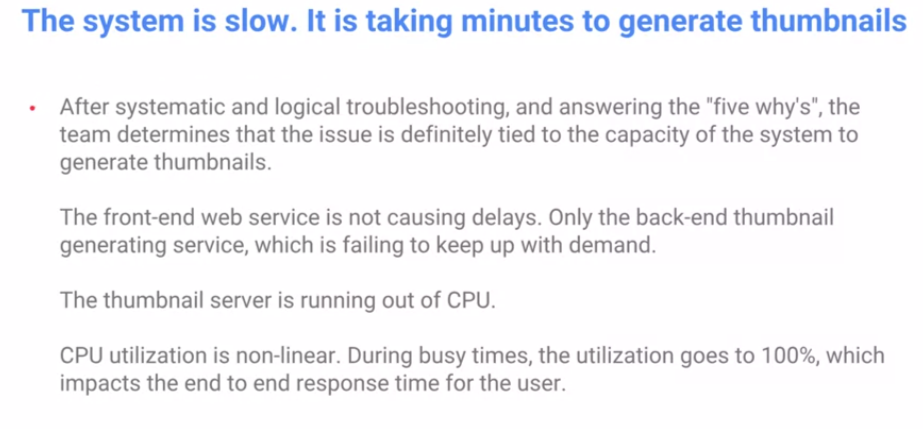 The system is slow. It is taking minutes to generate thumbnails
• After systematic and logical troubleshooting, and answering the "five why's", the
team determines that the issue is definitely tied to the capacity of the system to
generate thumbnails.
The front-end web service is not causing delays. Only the back-end thumbnail
generating service, which is failing to keep up with demand.
The thumbnail server is running out of CPU.
CPU utilization is non-linear. During busy times, the utilization goes to 100%, which
impacts the end to end response time for the user.